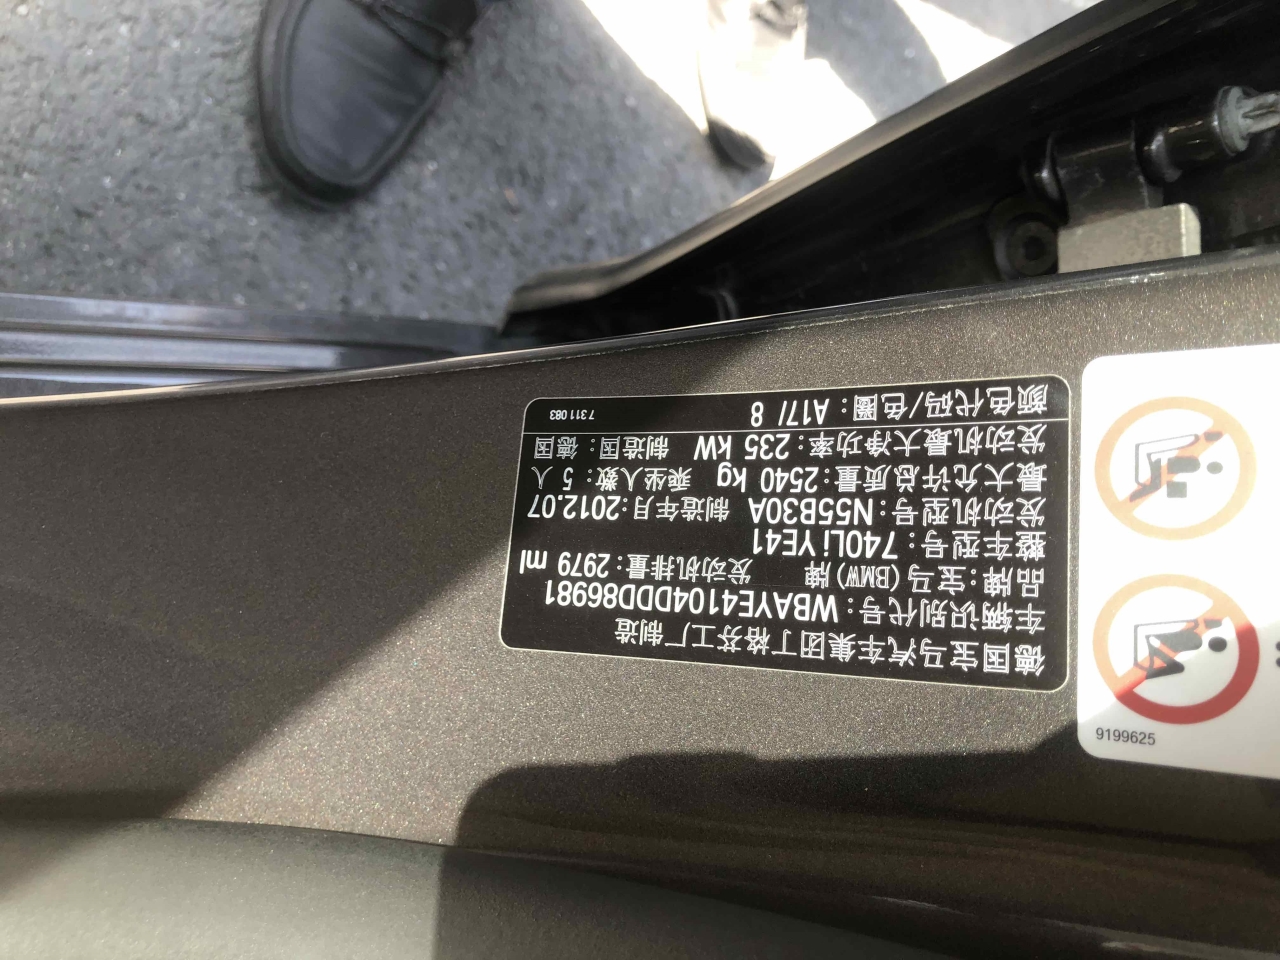 德国宝马汽车集团丁格芬工厂制造
车辆识别代号：WBAYE4104DDD86981
品牌：宝马(BMW)牌 发动机排量：2979 ml
整车型号：740Li YE41
发动机型号：N55B30A 制造年月：2012.07
最大允许总质量：2540 kg 乘坐人数：5 人
发动机最大净功率：235 kW 制造国：德国
颜色代码/色圈：A17/ 8
7 311 083
9199625